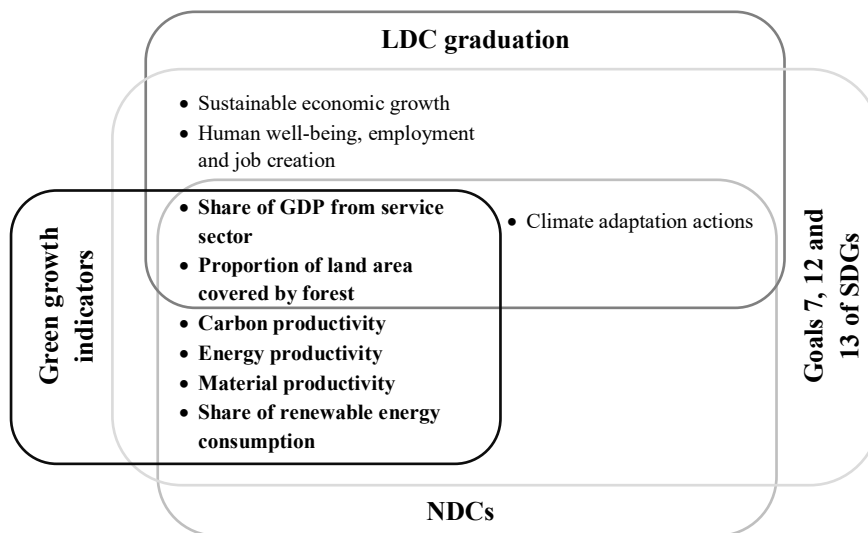 LDC graduation
• Sustainable economic growth
• Human well-being, employment
and job creation
• Share of GDP from service
sector
• Proportion of land area
covered by forest
• Climate adaptation actions
• Carbon productivity
• Energy productivity
• Material productivity
• Share of renewable energy
consumption
Green growth
indicators
Goals 7, 12 and
13 of SDGs
NDCs